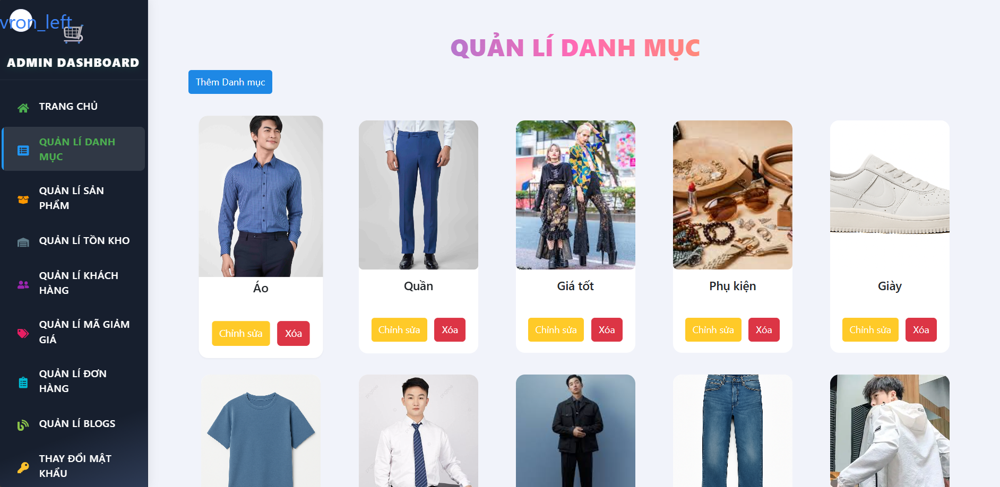 vron_left
ADMIN DASHBOARD
TRANG CHỦ
QUẢN LÍ DANH
MỤC
QUẢN LÍ SẢN
PHẨM
QUẢN LÍ TỒN KHO
QUẢN LÍ KHÁCH
HÀNG
QUẢN LÍ MÃ GIẢM
GIÁ
QUẢN LÍ ĐƠN
HÀNG
QUẢN LÍ BLOGS
THAY ĐỔI MẬT
KHẨU
QUẢN LÍ DANH MỤC
Thêm Danh mục
Áo
Chỉnh sửa Xóa
Quần
Chỉnh sửa Xóa
Tokyo
Giá tốt
Chỉnh sửa Xóa
Phụ kiện
Chỉnh sửa Xóa
Giày
Chỉnh sửa Xóa